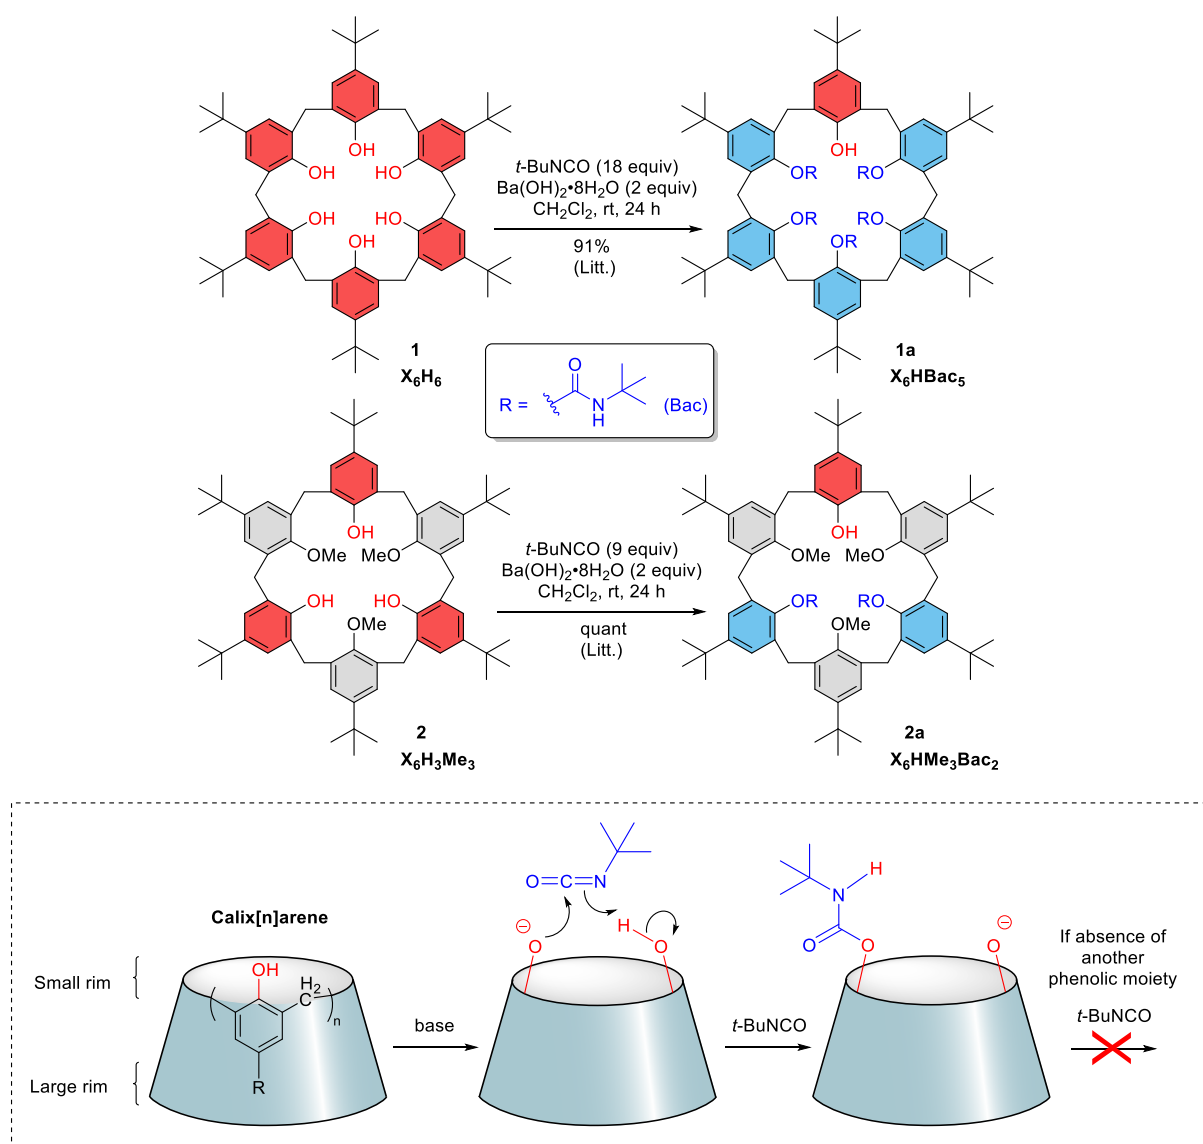 OH
OH
HO
OH
HO
OH
t-BuNCO (18 equiv)
Ba(OH)2•8H2O (2 equiv)
CH2Cl2, rt, 24 h
91%
(Litt.)
OH
OR
RO
OR
RO
OR
1
X6H6
1a
X6HBac5
R =
O
N
H
(Bac)
OH
OMe
MeO
OH
HO
OMe
t-BuNCO (9 equiv)
Ba(OH)2•8H2O (2 equiv)
CH2Cl2, rt, 24 h
quant
(Litt.)
OH
OMe
MeO
OR
RO
OMe
2
X6H3Me3
2a
X6HMe3Bac2
Calix[n]arene
Small rim
Large rim
OH
CH2
n
R
base
O=C=N
⊖
O
H
O
t-BuNCO
H
N
O
O
⊖
O
If absence of
another
phenolic moiety
t-BuNCO